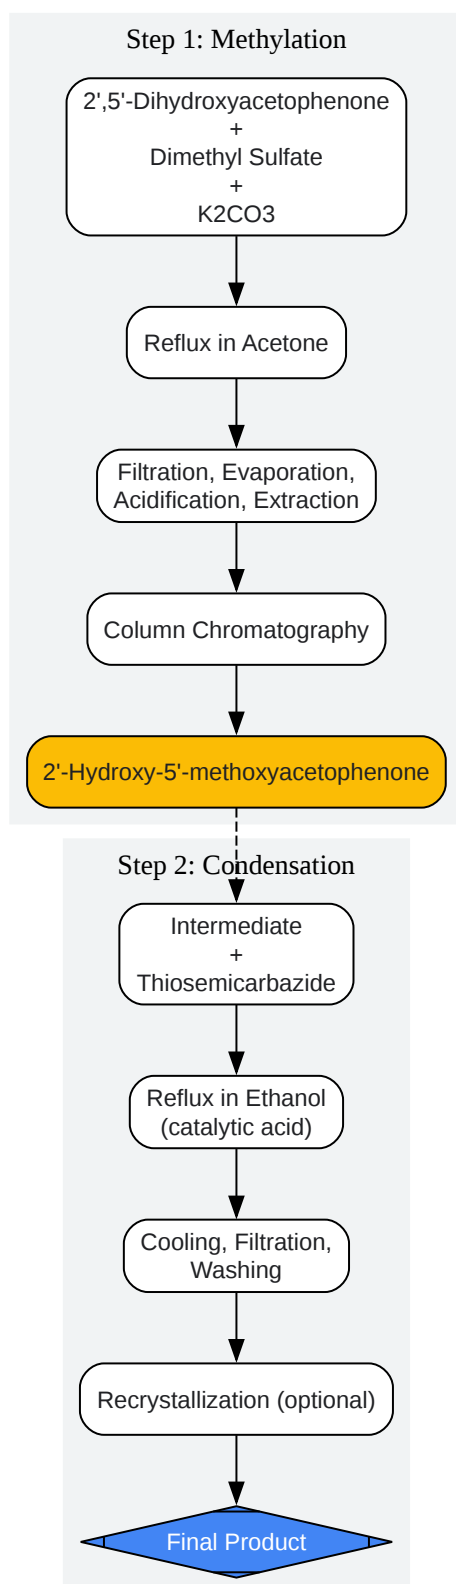 Step 1: Methylation
2',5'-Dihydroxyacetophenone
+
Dimethyl Sulfate
+
K2CO3
Reflux in Acetone
Filtration, Evaporation,
Acidification, Extraction
Column Chromatography
2'-Hydroxy-5'-methoxyacetophenone
Step 2: Condensation
Intermediate
+
Thiosemicarbazide
Reflux in Ethanol
(catalytic acid)
Cooling, Filtration,
Washing
Recrystallization (optional)
Final Product